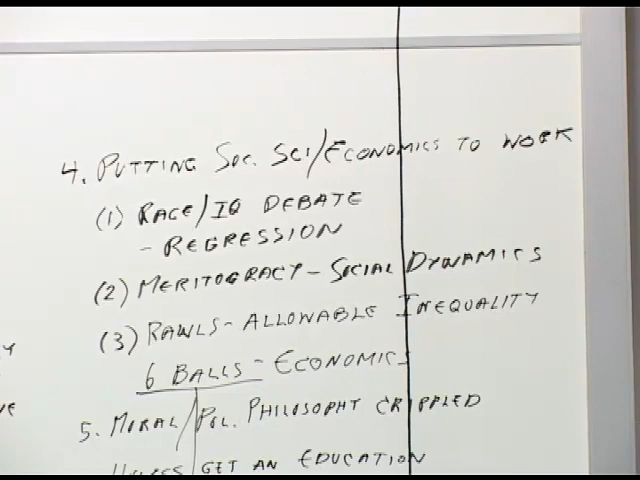 4. PUTTING SOC. SCI/ECONOMICS TO WORK
(1) RACE/IQ DEBATE
- REGRESSION
(2) MERITOCRACY - SOCIAL DYNAMICS
(3) RAWLS - ALLOWABLE INEQUALITY
6 BALLS - ECONOMICS
5. MORAL/POL. PHILOSOPHY CRIPPLED
GET AN EDUCATION